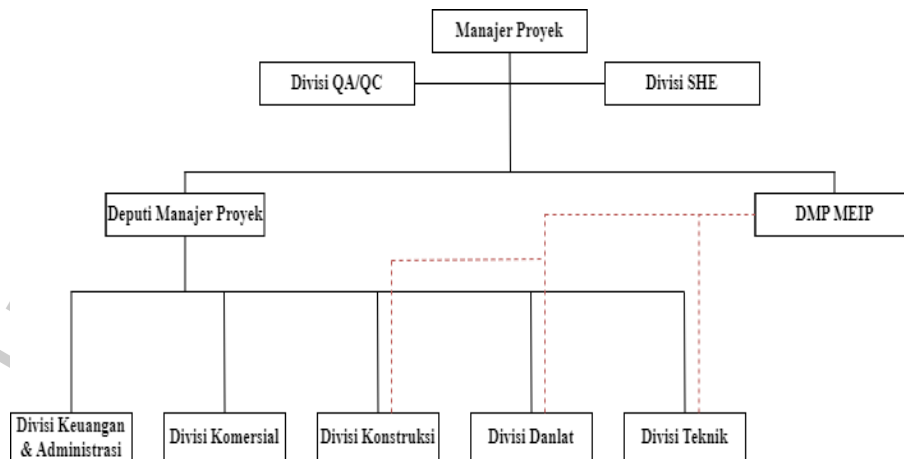 Manajer Proyek
Divisi QA/QC
Divisi SHE
Deputi Manajer Proyek
DMP MEIP
Divisi Keuangan
& Administrasi
Divisi Komersial
Divisi Konstruksi
Divisi Danlat
Divisi Teknik